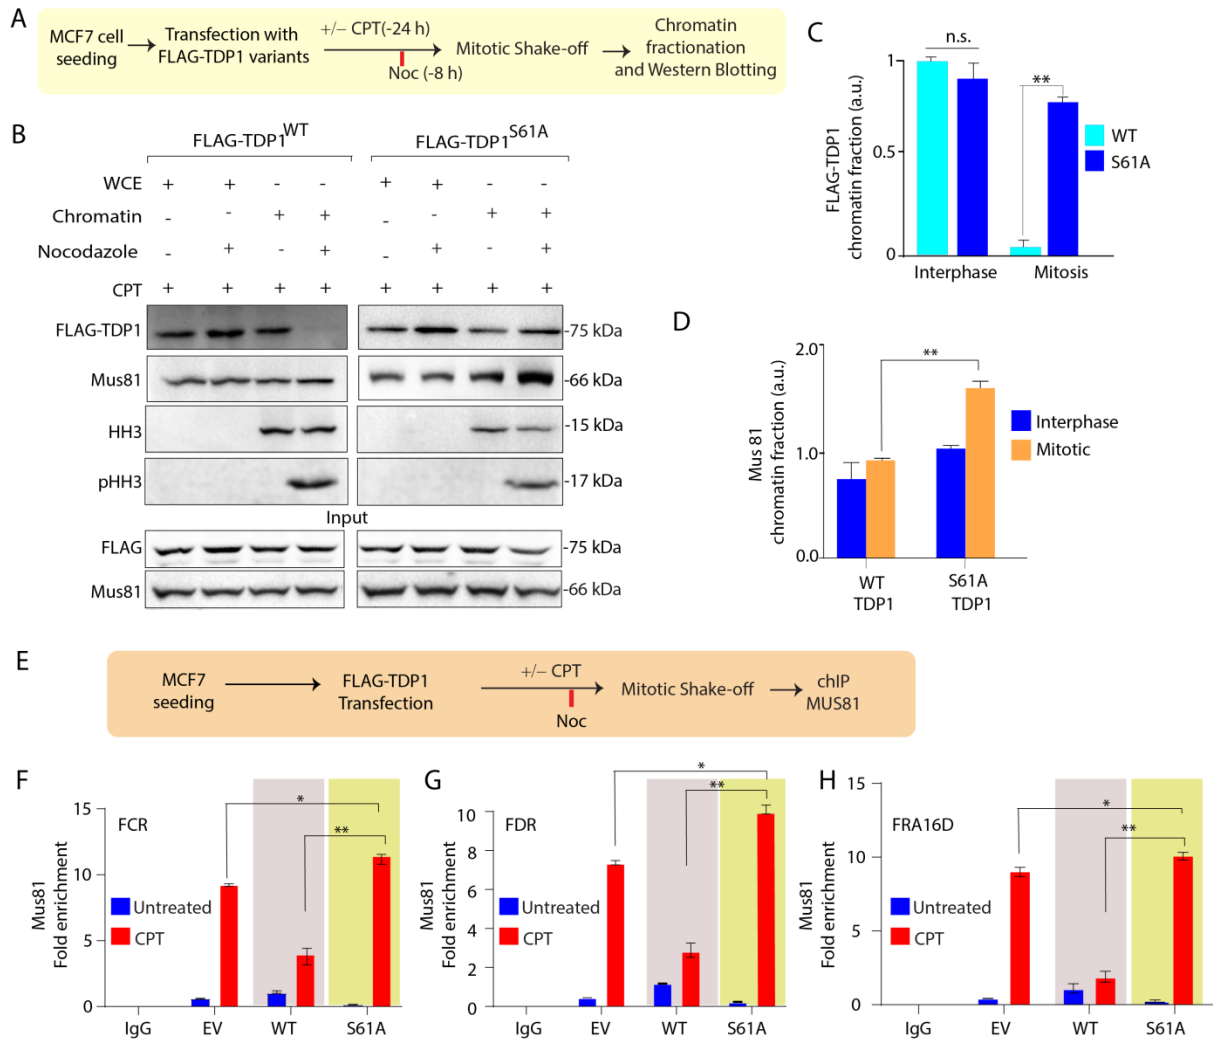 A
MCF7 cell
seeding
Transfection with
FLAG-TDP1 variants
+/− CPT(-24 h)
Noc (-8 h)
Mitotic Shake-off
Chromatin
fractionation
and Western Blotting
B
FLAG-TDP1WT
FLAG-TDP1S61A
WCE + + - - + + - -
Chromatin - - + + - - + +
Nocodazole - + - + - + - +
CPT + + + + + + + +
FLAG-TDP1 -75 kDa
Mus81 -66 kDa
HH3 -15 kDa
pHH3 -17 kDa
Input
FLAG -75 kDa
Mus81 -66 kDa
C
FLAG-TDP1
chromatin fraction (a.u.)
1
0.5
0
n.s.
**
WT
S61A
Interphase Mitosis
D
Mus 81
chromatin fraction (a.u.)
2.0
1.0
0.0
**
Interphase
Mitotic
WT
TDP1
S61A
TDP1
E
MCF7
seeding
FLAG-TDP1
Transfection
+/− CPT
Noc
Mitotic Shake-off
chIP
MUS81
F
FCR
Mus81
Fold enrichment
15
10
5
0
*
**
Untreated
CPT
IgG EV WT S61A
G
FDR
Mus81
Fold enrichment
10
8
6
4
2
0
*
**
Untreated
CPT
IgG EV WT S61A
H
FRA16D
Mus81
Fold enrichment
15
10
5
0
*
**
Untreated
CPT
IgG EV WT S61A